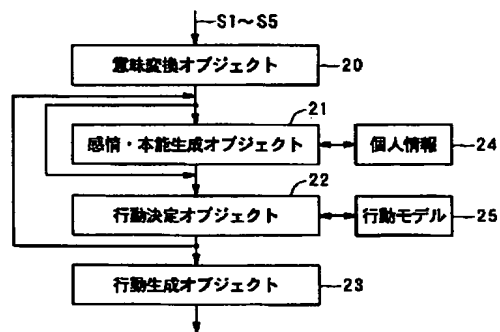 S1～S5
意味変換オブジェクト
20
21
感情・本能生成オブジェクト
個人情報
24
22
行動決定オブジェクト
行動モデル
25
行動生成オブジェクト
23